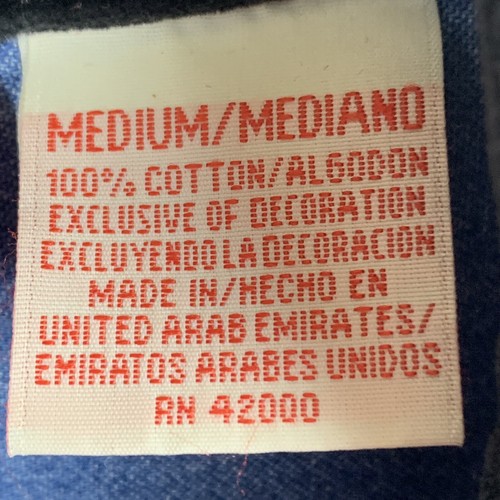 MEDIUM/MEDIANO
100% COTTON/ALGODON
EXCLUSIVE OF DECORATION
EXCLUYENDO LA DECORACION
MADE IN/HECHO EN
UNITED ARAB EMIRATES/
EMIRATOS ARABES UNIDOS
RN 42000